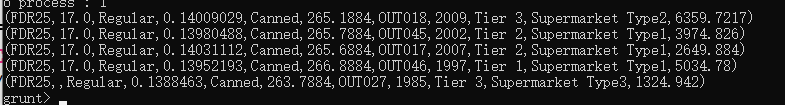 o process : 1
(FDR25,17.0,Regular,0.14009029,Canned,265.1884,OUT018,2009,Tier 3,Supermarket Type2,6359.7217)
(FDR25,17.0,Regular,0.13980488,Canned,265.7884,OUT045,2002,Tier 2,Supermarket Type1,3974.826)
(FDR25,17.0,Regular,0.14031112,Canned,265.6884,OUT017,2007,Tier 2,Supermarket Type1,2649.884)
(FDR25,17.0,Regular,0.13952193,Canned,266.8884,OUT046,1997,Tier 1,Supermarket Type1,5034.78)
(FDR25,,Regular,0.1388463,Canned,263.7884,OUT027,1985,Tier 3,Supermarket Type3,1324.942)
grunt>